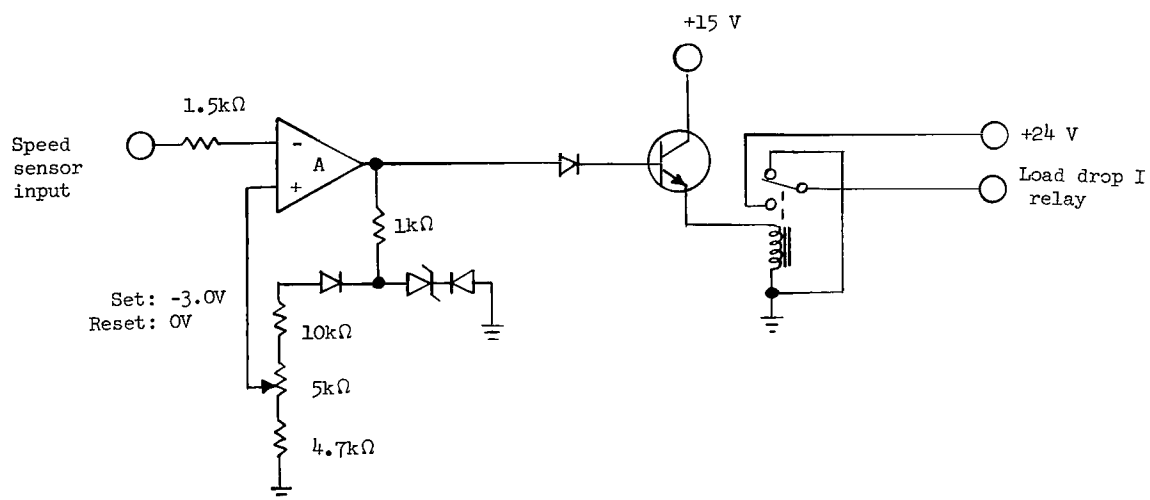 +15 V
1.5kΩ
Speed
sensor
input
-
A
+
+24 V
Load drop I
relay
1kΩ
Set: -3.0V
Reset: 0V
10kΩ
5kΩ
4.7kΩ